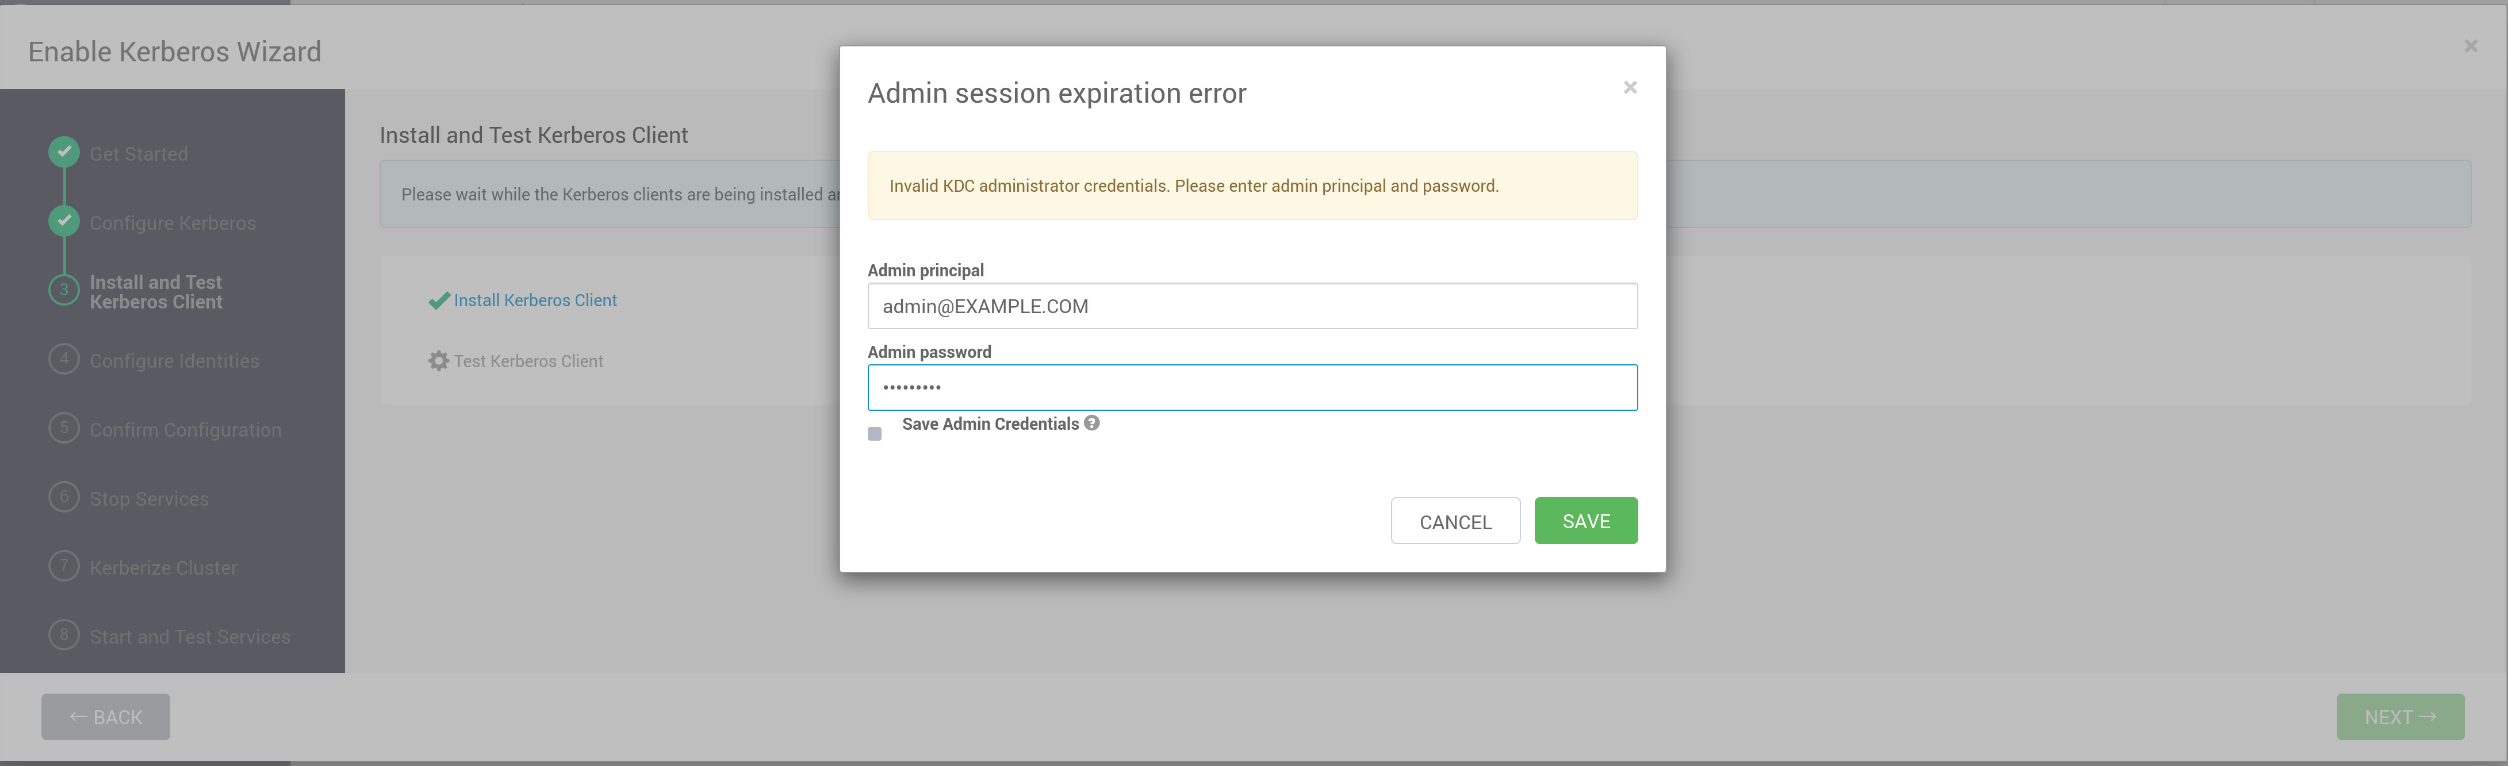 Enable Kerberos Wizard
×
Get Started
Configure Kerberos
3 Install and Test
Kerberos Client
4 Configure Identities
5 Confirm Configuration
6 Stop Services
7 Kerberize Cluster
8 Start and Test Services
Install and Test Kerberos Client
Please wait while the Kerberos clients are being installed
Install Kerberos Client
Test Kerberos Client
Admin session expiration error
×
Invalid KDC administrator credentials. Please enter admin principal and password.
Admin principal
admin@EXAMPLE.COM
Admin password
•••••••••
Save Admin Credentials ?
CANCEL
SAVE
← BACK
NEXT →